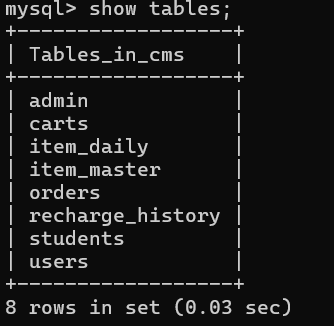 mysql> show tables;
+------------------+
| Tables_in_cms    |
+------------------+
| admin            |
| carts            |
| item_daily       |
| item_master      |
| orders           |
| recharge_history |
| students         |
| users            |
+------------------+
8 rows in set (0.03 sec)